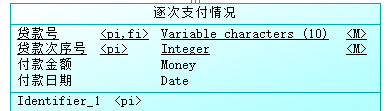 逐次支付情况
贷款号 <pi,fi> Variable characters (10) <M>
贷款次序号 <pi> Integer <M>
付款金额 Money
付款日期 Date
Identifier_1 <pi>